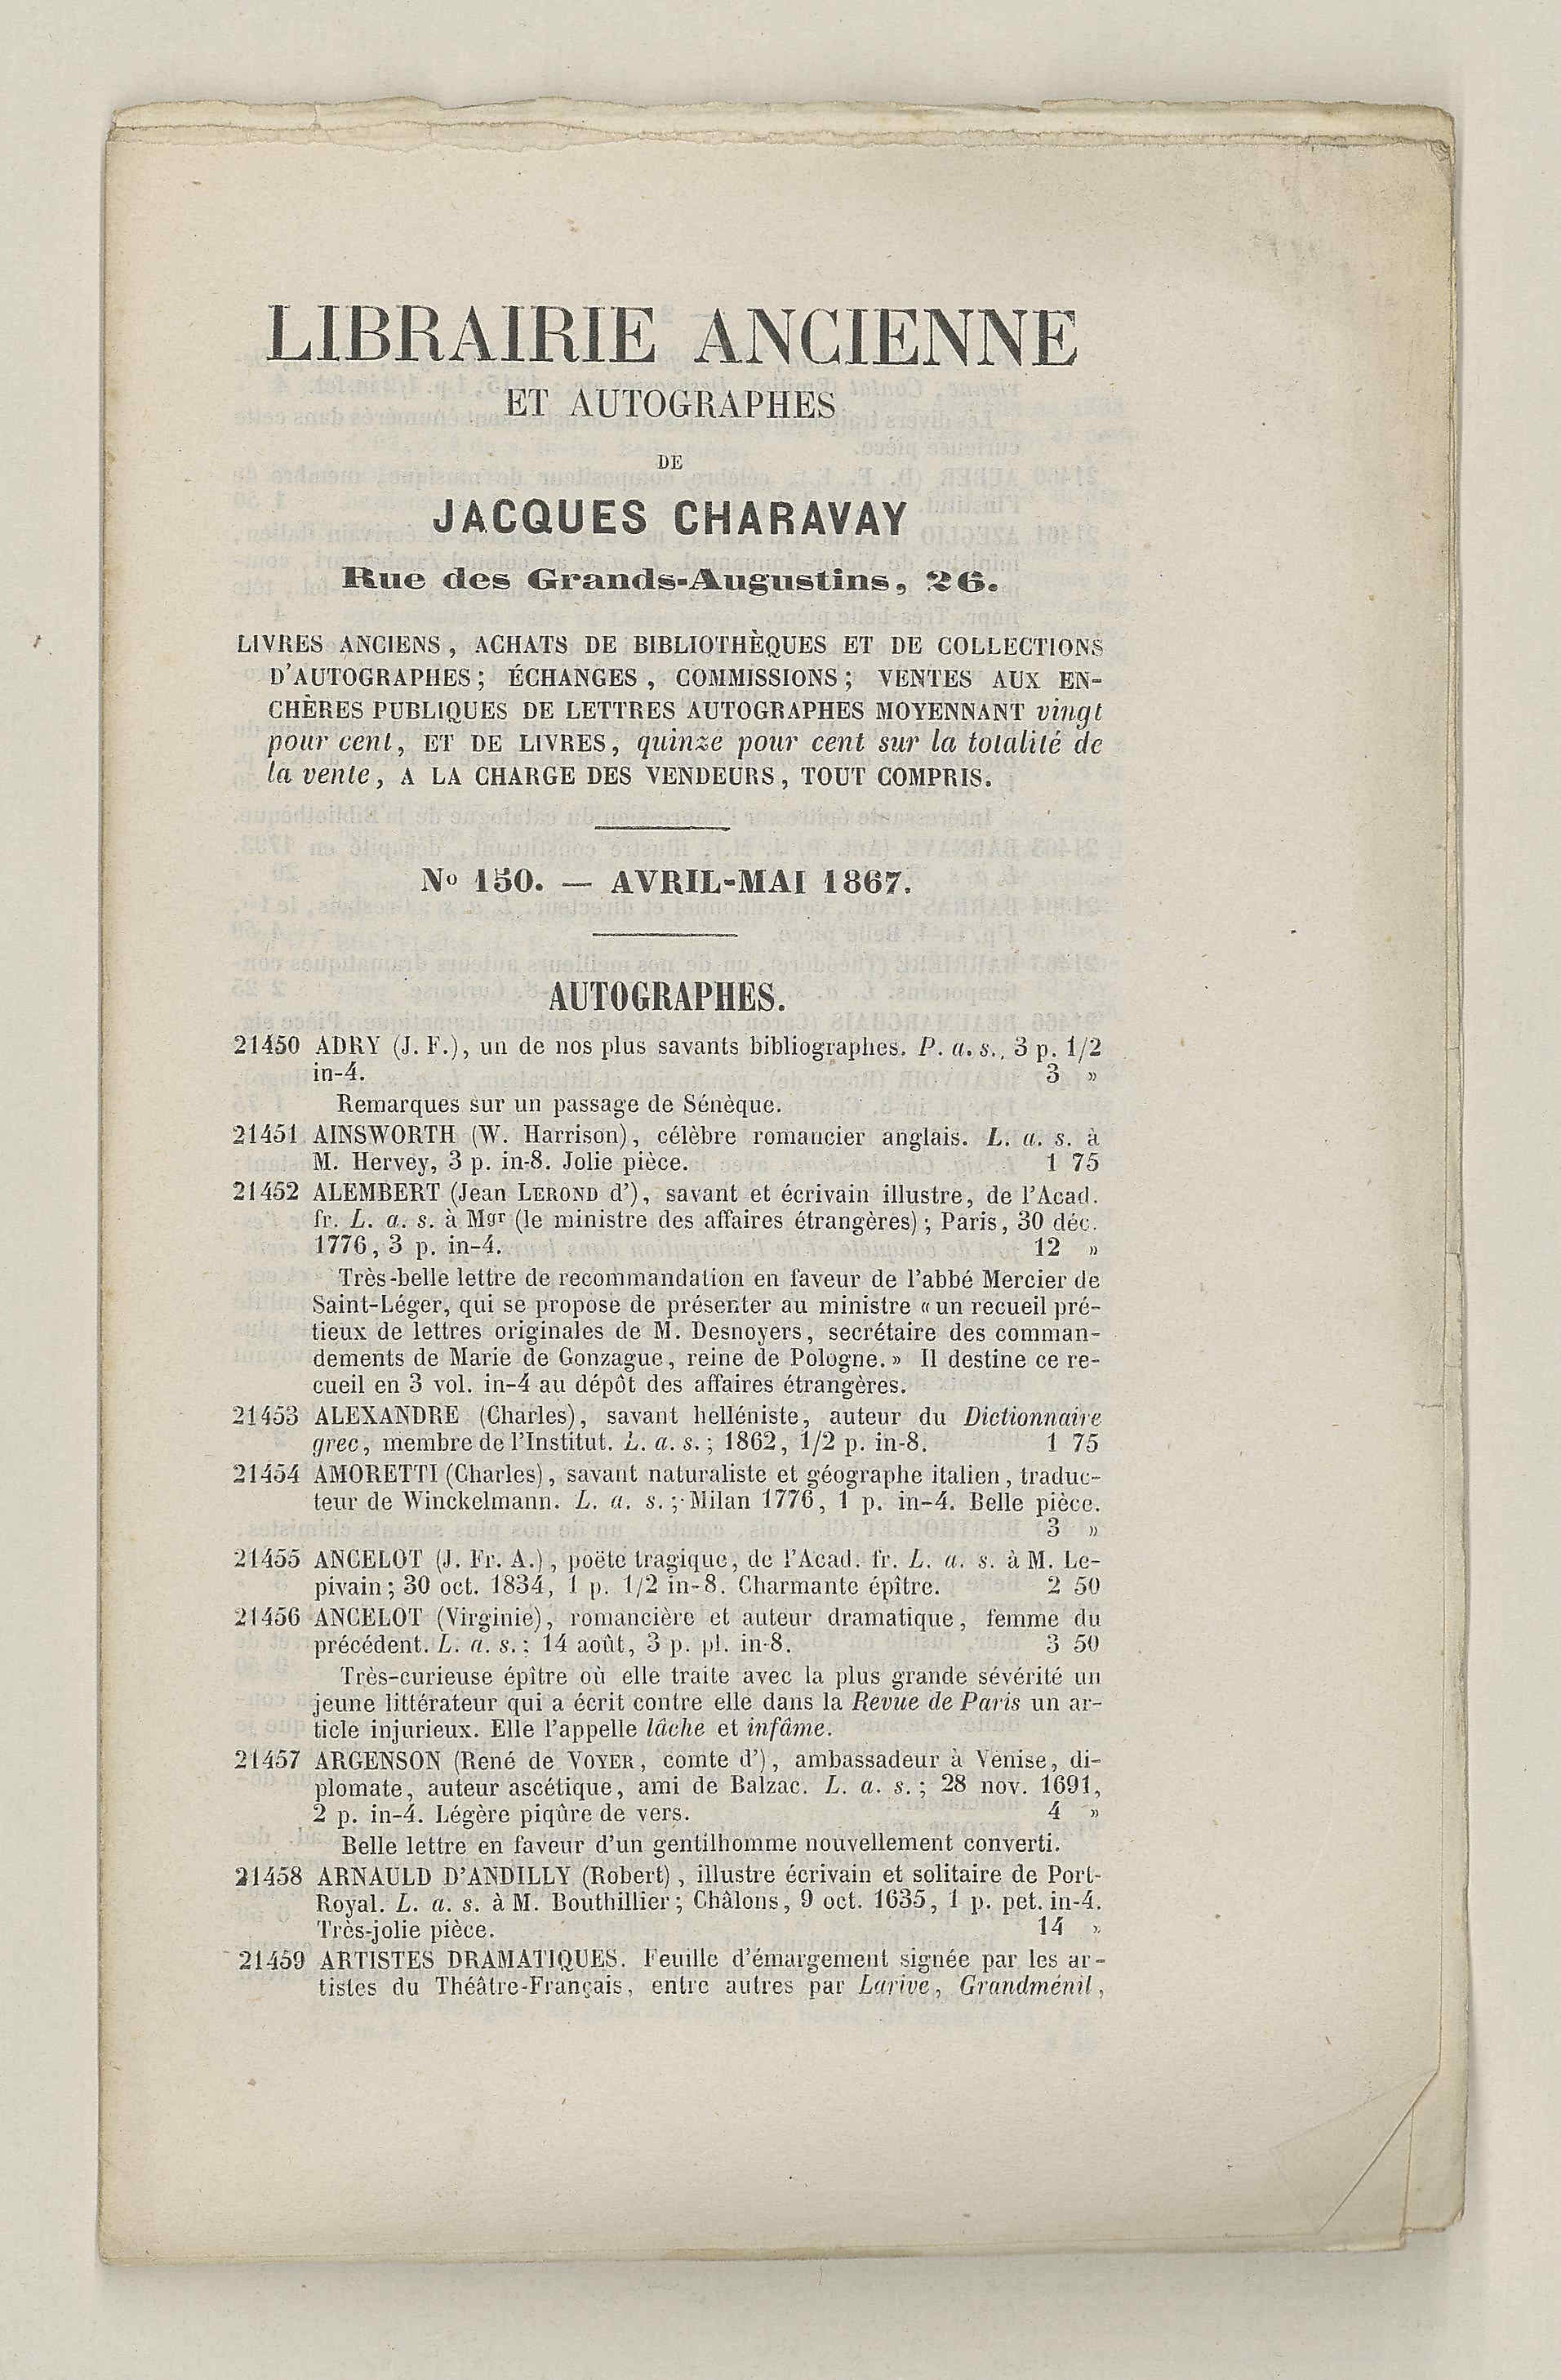 LIBRAIRIE ANCIENNE
ET AUTOGRAPHES
DE
JACQUES CHARAVAY
Rue des Grands-Augustins, 26.
LIVRES ANCIENS, ACHATS DE BIBLIOTHÈQUES ET DE COLLECTIONS
D'AUTOGRAPHES; ÉCHANGES, COMMISSIONS; VENTES AUX EN-
CHÈRES PUBLIQUES DE LETTRES AUTOGRAPHES MOYENNANT vingt
pour cent, ET DE LIVRES, quinze pour cent sur la totalité de
la vente, A LA CHARGE DES VENDEURS, TOUT COMPRIS.
No 150. — AVRIL-MAI 1867.
AUTOGRAPHES.
21450 ADRY (J. F.), un de nos plus savants bibliographes. P. a. s., 3 p. 1/2
in-4. 3 »
Remarques sur un passage de Sénèque.
21451 AINSWORTH (W. Harrison), célèbre romancier anglais. L. a. s. à
M. Hervey, 3 p. in-8. Jolie pièce. 1 75
21452 ALEMBERT (Jean LEROND d'), savant et écrivain illustre, de l'Acad.
fr. L. a. s. à Mgr (le ministre des affaires étrangères); Paris, 30 déc.
1776, 3 p. in-4. 12 »
Très-belle lettre de recommandation en faveur de l'abbé Mercier de
Saint-Léger, qui se propose de présenter au ministre « un recueil pré-
tieux de lettres originales de M. Desnoyers, secrétaire des comman-
dements de Marie de Gonzague, reine de Pologne. » Il destine ce re-
cueil en 3 vol. in-4 au dépôt des affaires étrangères.
21453 ALEXANDRE (Charles), savant helléniste, auteur du Dictionnaire
grec, membre de l'Institut. L. a. s.; 1862, 1/2 p. in-8. 1 75
21454 AMORETTI (Charles), savant naturaliste et géographe italien, traduc-
teur de Winckelmann. L. a. s.; Milan 1776, 1 p. in-4. Belle pièce.
3 »
21455 ANCELOT (J. Fr. A.), poëte tragique, de l'Acad. fr. L. a. s. à M. Le-
pivain; 30 oct. 1834, 1 p. 1/2 in-8. Charmante épître. 2 50
21456 ANCELOT (Virginie), romancière et auteur dramatique, femme du
précédent. L. a. s.; 14 août, 3 p. pl. in-8. 3 50
Très-curieuse épître où elle traite avec la plus grande sévérité un
jeune littérateur qui a écrit contre elle dans la Revue de Paris un ar-
ticle injurieux. Elle l'appelle lâche et infâme.
21457 ARGENSON (René de VOYER, comte d'), ambassadeur à Venise, di-
plomate, auteur ascétique, ami de Balzac. L. a. s.; 28 nov. 1691,
2 p. in-4. Légère piqûre de vers. 4 »
Belle lettre en faveur d'un gentilhomme nouvellement converti.
21458 ARNAULD D'ANDILLY (Robert), illustre écrivain et solitaire de Port-
Royal. L. a. s. à M. Bouthillier; Châlons, 9 oct. 1635, 1 p. pet. in-4.
Très-jolie pièce. 14 »
21459 ARTISTES DRAMATIQUES. Feuille d'émargement signée par les ar-
tistes du Théâtre-Français, entre autres par Larive, Grandménil,